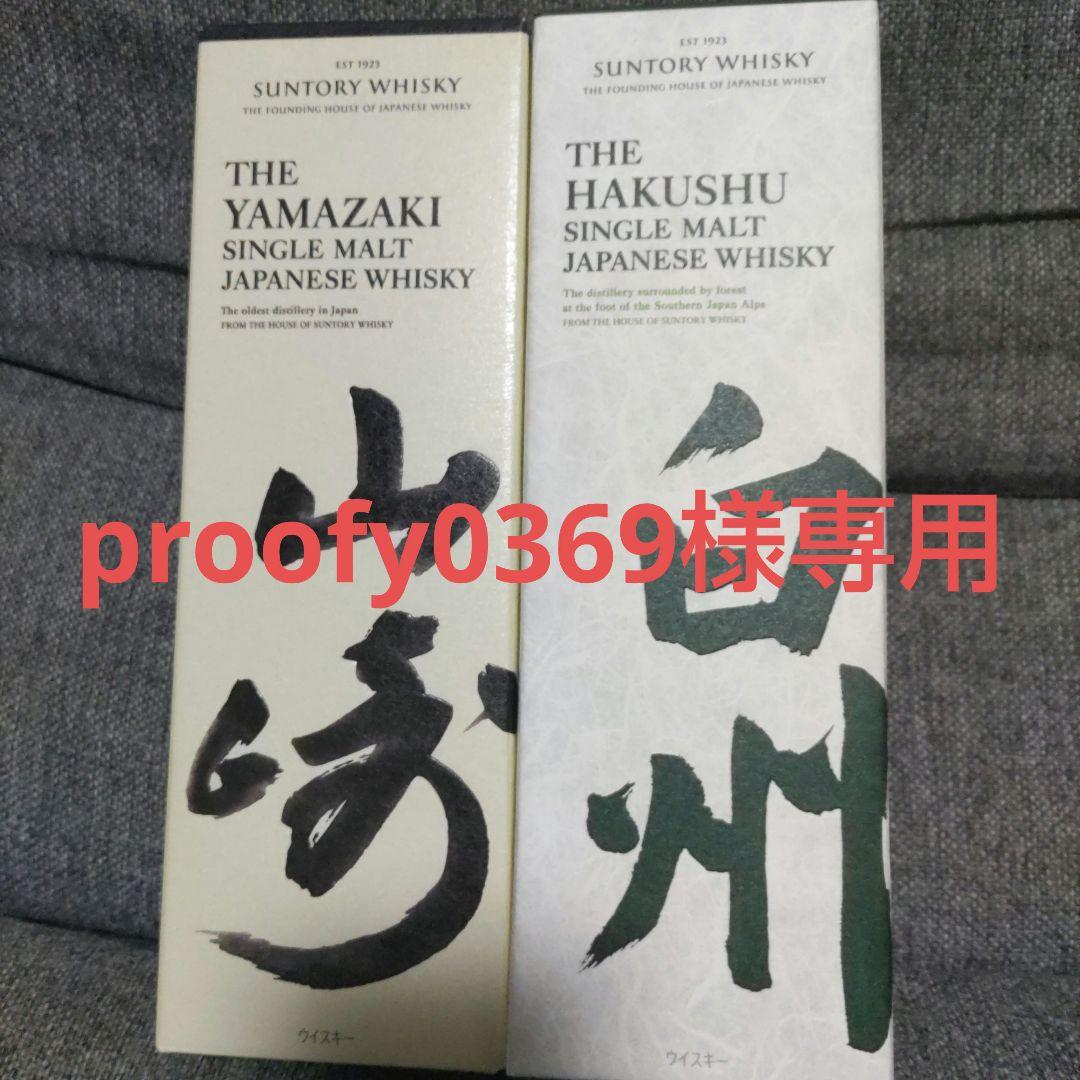 EST 1923
SUNTORY WHISKY
THE FOUNDING HOUSE OF JAPANESE WHISKY
THE
YAMAZAKI
SINGLE MALT
JAPANESE WHISKY
The oldest distillery in Japan
FROM THE HOUSE OF SUNTORY WHISKY
山崎
ウイスキー
EST 1923
SUNTORY WHISKY
THE FOUNDING HOUSE OF JAPANESE WHISKY
THE
HAKUSHU
SINGLE MALT
JAPANESE WHISKY
The distillery surrounded by forest
at the foot of the Southern Japan Alps
FROM THE HOUSE OF SUNTORY WHISKY
白州
ウイスキー
proofy0369様専用